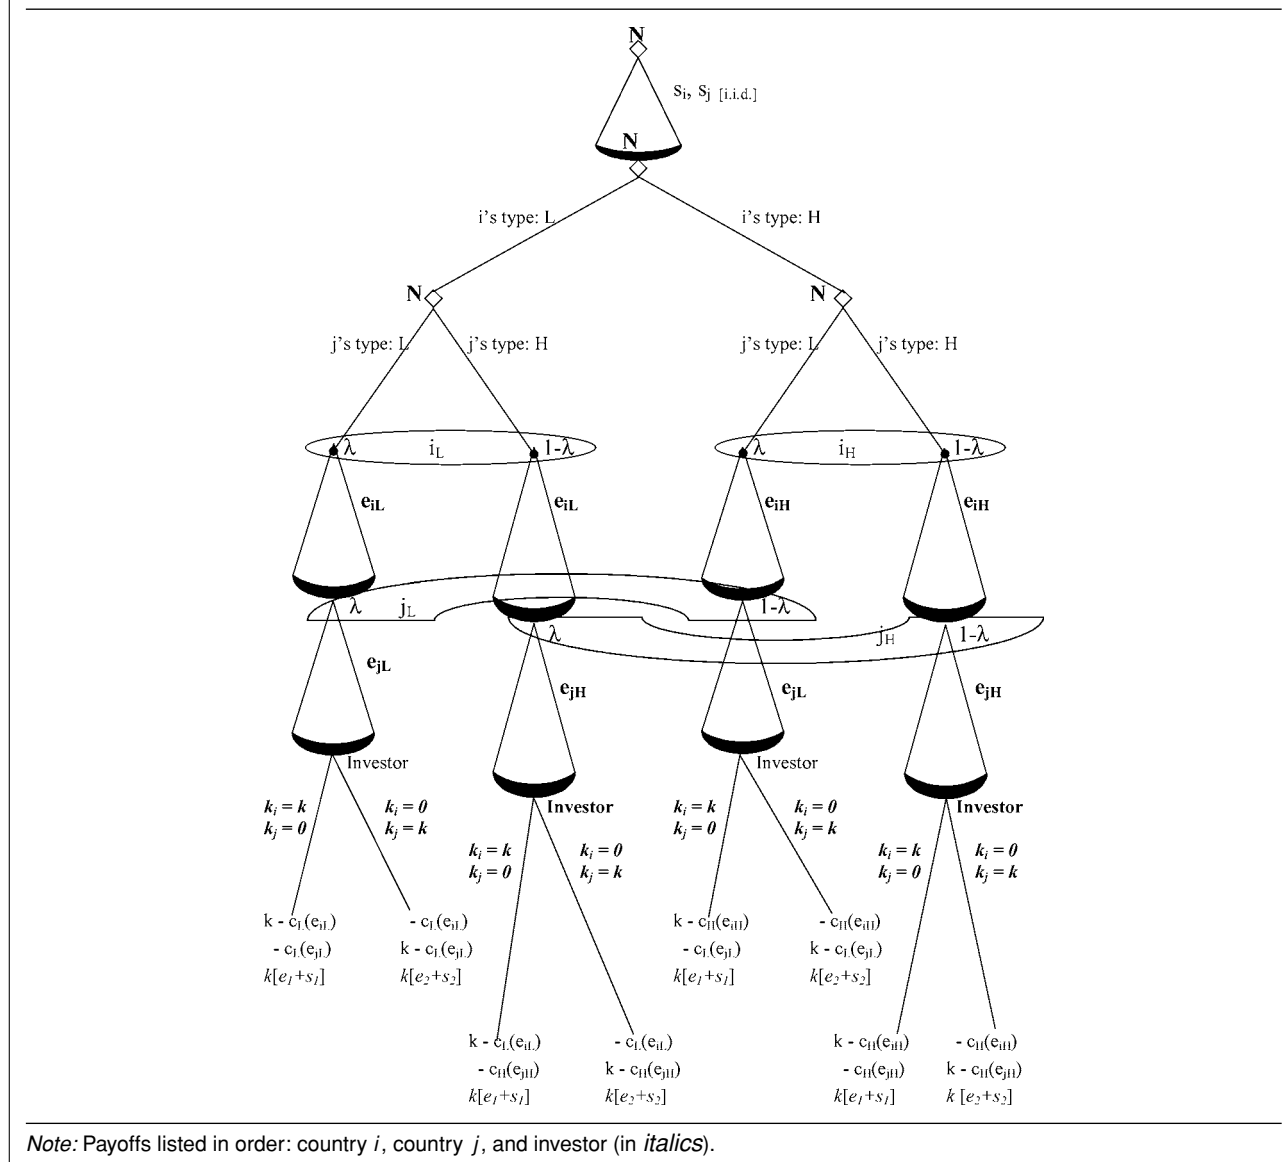 N
s_i, s_j [i.i.d.]
N
i's type: L i's type: H
N N
j's type: L j's type: H j's type: L j's type: H
λ i_L 1-λ λ i_H 1-λ
e_iL e_iL e_iH e_iH
λ j_L 1-λ
λ j_H 1-λ
e_jL e_jH e_jL e_jH
Investor Investor
k_i = k k_i = 0 Investor k_i = k k_i = 0 Investor
k_j = 0 k_j = k k_j = 0 k_j = k
k_i = k k_i = 0 k_i = k k_i = 0
k_j = 0 k_j = k k_j = 0 k_j = k
k - c_L(e_iL) - c_L(e_iL) k - c_H(e_iH) - c_H(e_iH)
- c_L(e_jL) k - c_L(e_jL) - c_L(e_jL) k - c_L(e_jL)
k[e_1+s_1] k[e_2+s_2] k[e_1+s_1] k[e_2+s_2]
k - c_L(e_iL) - c_L(e_iL) k - c_H(e_iH) - c_H(e_iH)
- c_H(e_jH) k - c_H(e_jH) - c_H(e_jH) k - c_H(e_jH)
k[e_1+s_1] k[e_2+s_2] k[e_1+s_1] k [e_2+s_2]
Note: Payoffs listed in order: country i, country j, and investor (in italics).